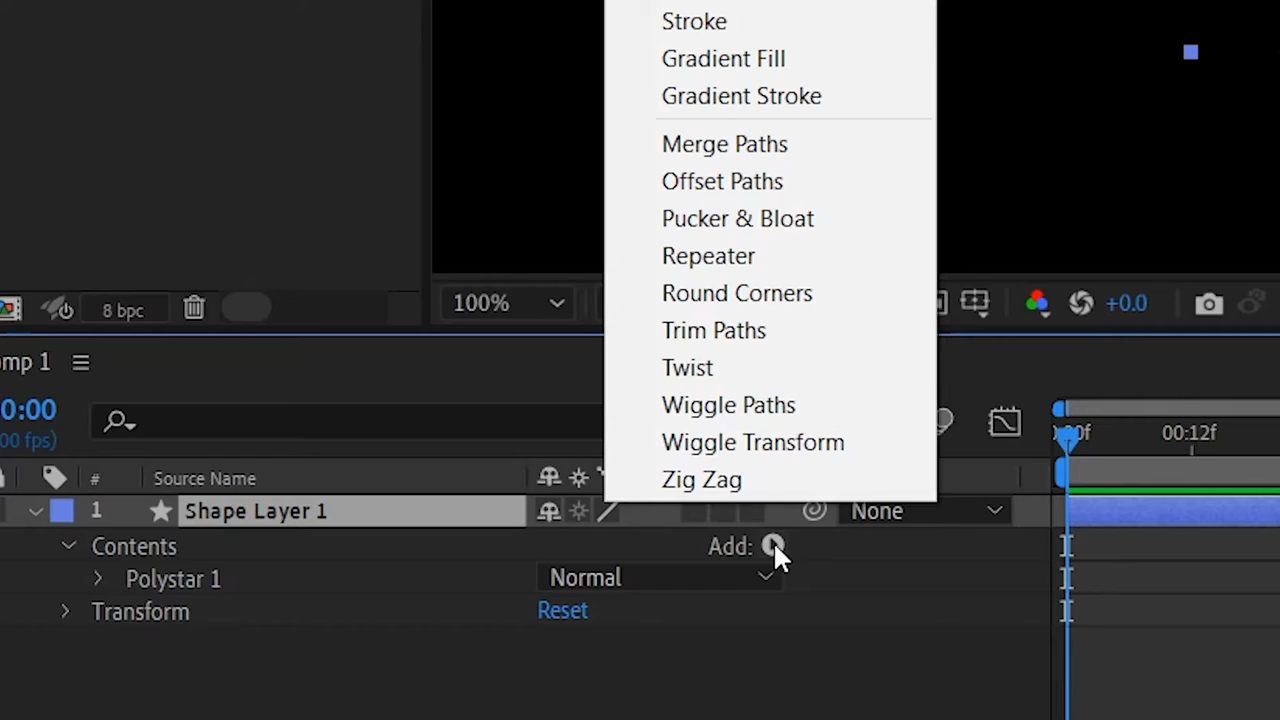 Stroke
Gradient Fill
Gradient Stroke
Merge Paths
Offset Paths
Pucker & Bloat
Repeater
Round Corners
Trim Paths
Twist
Wiggle Paths
Wiggle Transform
Zig Zag
8 bpc
100%
+0.0
mp 1
0:00
00 fps)
00f 00:12f
# Source Name
1 Shape Layer 1 None
Contents Add:
Polystar 1 Normal
Transform Reset